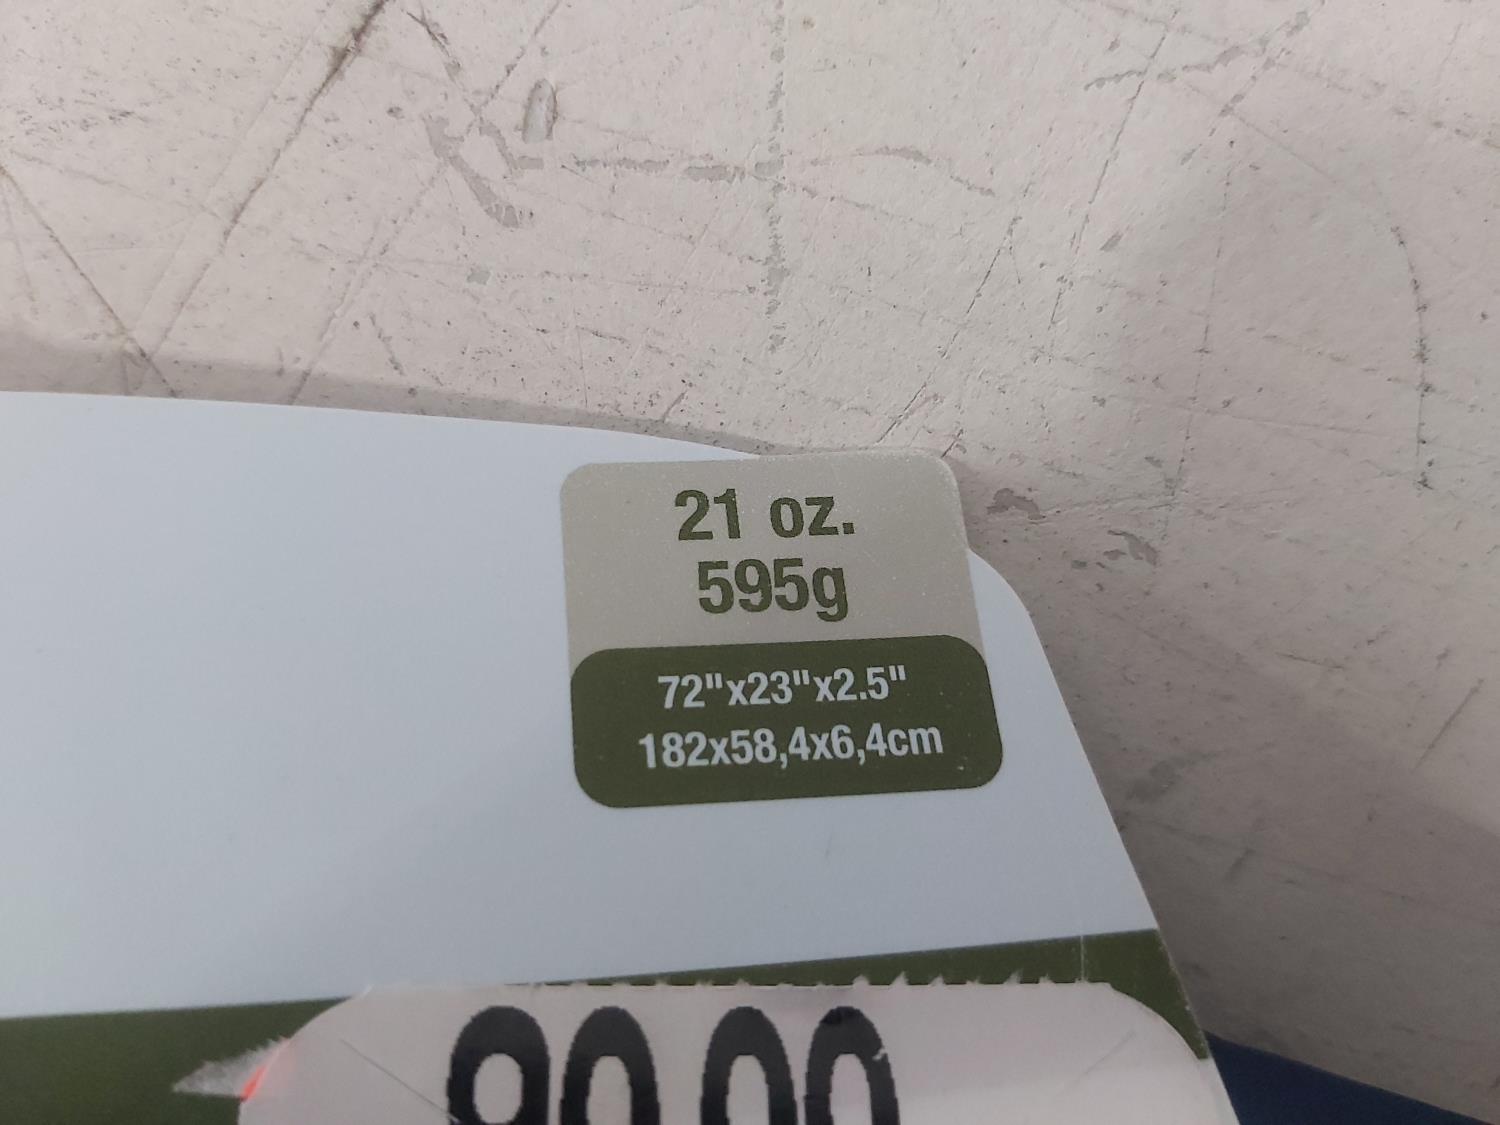 21 oz.
595g
72"x23"x2.5"
182x58,4x6,4cm